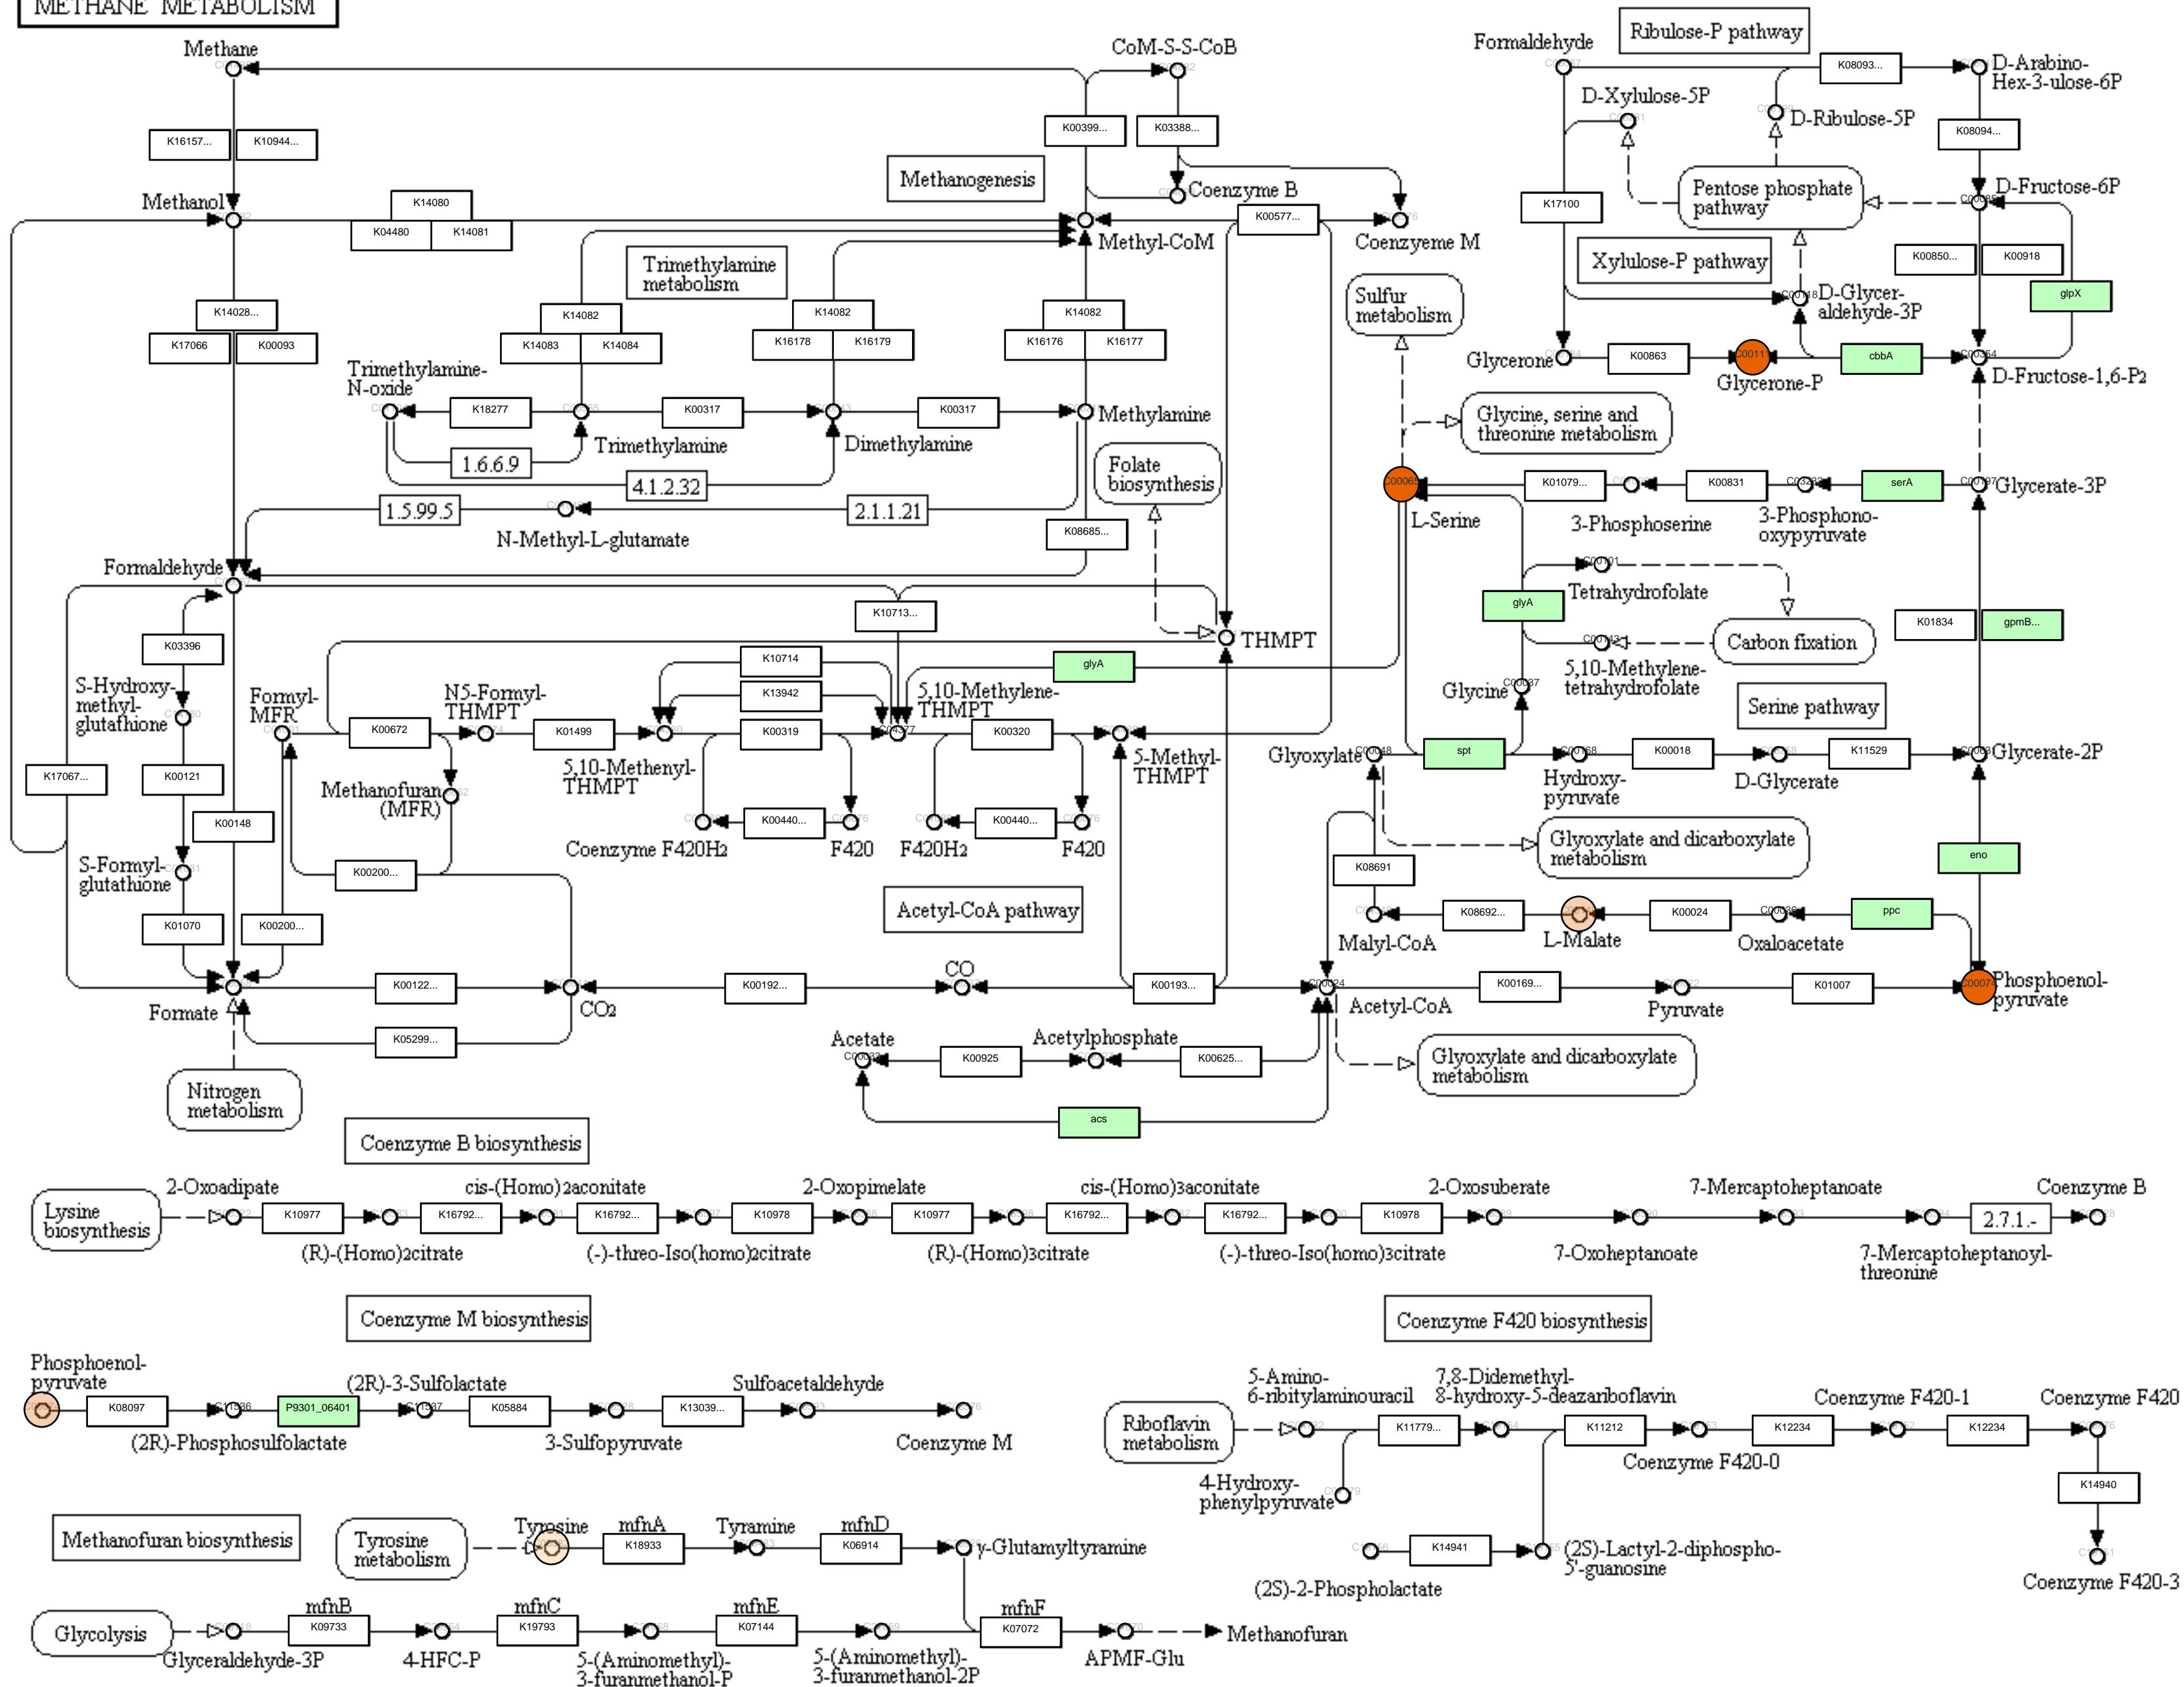 METHANE METABOLISM
Methane
CoM-S-S-CoB
Formaldehyde
Ribulose-P pathway
K08093...
D-Arabino-
Hex-3-ulose-6P
D-Xylulose-5P
D-Ribulose-5P
K16157...
K10944...
K00399...
K03388...
K08094...
Methanogenesis
Coenzyme B
Pentose phosphate
pathway
D-Fructose-6P
Methanol
K14080
K04480
K14081
K00577...
K17100
Methyl-CoM
Coenzyeme M
Trimethylamine
metabolism
Xylulose-P pathway
K00850...
K00918
Sulfur
metabolism
C00118
D-Glycer-
aldehyde-3P
glpX
K14028...
K17066
K00093
K14082
K14083
K14084
K14082
K16178
K16179
K14082
K16176
K16177
Glycerone
K00863
C00111
Glycerone-P
cbbA
C00354
D-Fructose-1,6-P2
Trimethylamine-
N-oxide
K18277
K00317
K00317
Methylamine
Trimethylamine
Dimethylamine
Glycine, serine and
threonine metabolism
1.6.6.9
4.1.2.32
Folate
biosynthesis
C00065
K01079...
K00831
serA
C00197
Glycerate-3P
1.5.99.5
2.1.1.21
L-Serine
3-Phosphoserine
3-Phosphono-
oxypyruvate
N-Methyl-L-glutamate
K08685...
Formaldehyde
C00101
Tetrahydrofolate
K10713...
glyA
K01834
gpmB...
K03396
THMPT
C00143
Carbon fixation
K10714
glyA
5,10-Methylene-
tetrahydrofolate
S-Hydroxy-
methyl-
glutathione
Formyl-
MFR
N5-Formyl-
THMPT
K13942
5,10-Methylene-
THMPT
Glycine
C00037
Serine pathway
K00672
K01499
K00319
C04377
K00320
Glyoxylate
C00048
spt
C00168
K00018
K11529
Glycerate-2P
5,10-Methenyl-
THMPT
5-Methyl-
THMPT
Hydroxy-
pyruvate
D-Glycerate
K17067...
K00121
Methanofuran
(MFR)
K00148
K00440...
K00440...
Coenzyme F420H2
F420
F420H2
F420
Glyoxylate and dicarboxylate
metabolism
S-Formyl-
glutathione
K00200...
K08691
eno
Acetyl-CoA pathway
K01070
K00200...
K08692...
K00024
C00036
ppc
Malyl-CoA
L-Malate
Oxaloacetate
CO
K00122...
K00192...
K00193...
C00024
K00169...
K01007
C00074
Phosphoenol-
pyruvate
Formate
CO2
Acetyl-CoA
Pyruvate
K05299...
Acetate
C00033
K00925
Acetylphosphate
K00625...
Glyoxylate and dicarboxylate
metabolism
Nitrogen
metabolism
acs
Coenzyme B biosynthesis
2-Oxoadipate
cis-(Homo)2aconitate
2-Oxopimelate
cis-(Homo)3aconitate
2-Oxosuberate
7-Mercaptoheptanoate
Coenzyme B
Lysine
biosynthesis
K10977
K16792...
K16792...
K10978
K10977
K16792...
K16792...
K10978
2.7.1.-
(R)-(Homo)2citrate
(-)-threo-Iso(homo)2citrate
(R)-(Homo)3citrate
(-)-threo-Iso(homo)3citrate
7-Oxoheptanoate
7-Mercaptoheptanoyl-
threonine
Coenzyme M biosynthesis
Coenzyme F420 biosynthesis
Phosphoenol-
pyruvate
(2R)-3-Sulfolactate
Sulfoacetaldehyde
K08097
C11536
P9301_06401
C11537
K05884
K13039...
(2R)-Phosphosulfolactate
3-Sulfopyruvate
Coenzyme M
5-Amino-
6-ribitylaminouracil
7,8-Didemethyl-
8-hydroxy-5-deazariboflavin
Coenzyme F420-1
Coenzyme F420
Riboflavin
metabolism
K11779...
K11212
K12234
K12234
Coenzyme F420-0
4-Hydroxy-
phenylpyruvate
K14940
Methanofuran biosynthesis
Tyrosine
metabolism
Tyrosine
mfnA
K18933
Tyramine
mfnD
K06914
γ-Glutamyltyramine
K14941
(2S)-Lactyl-2-diphospho-
5'-guanosine
(2S)-2-Phospholactate
Coenzyme F420-3
Glycolysis
mfnB
K09733
mfnC
K19793
mfnE
K07144
mfnF
K07072
Methanofuran
Glyceraldehyde-3P
4-HFC-P
5-(Aminomethyl)-
3-furanmethanol-P
5-(Aminomethyl)-
3-furanmethanol-2P
APMF-Glu